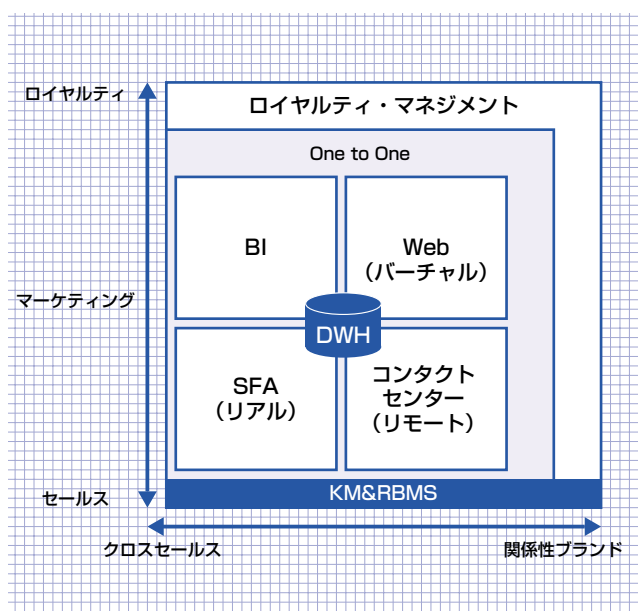 ロイヤルティ
ロイヤルティ・マネジメント
One to One
BI
Web
（バーチャル）
マーケティング
DWH
SFA
（リアル）
コンタクト
センター
（リモート）
セールス
KM&RBMS
クロスセールス
関係性ブランド